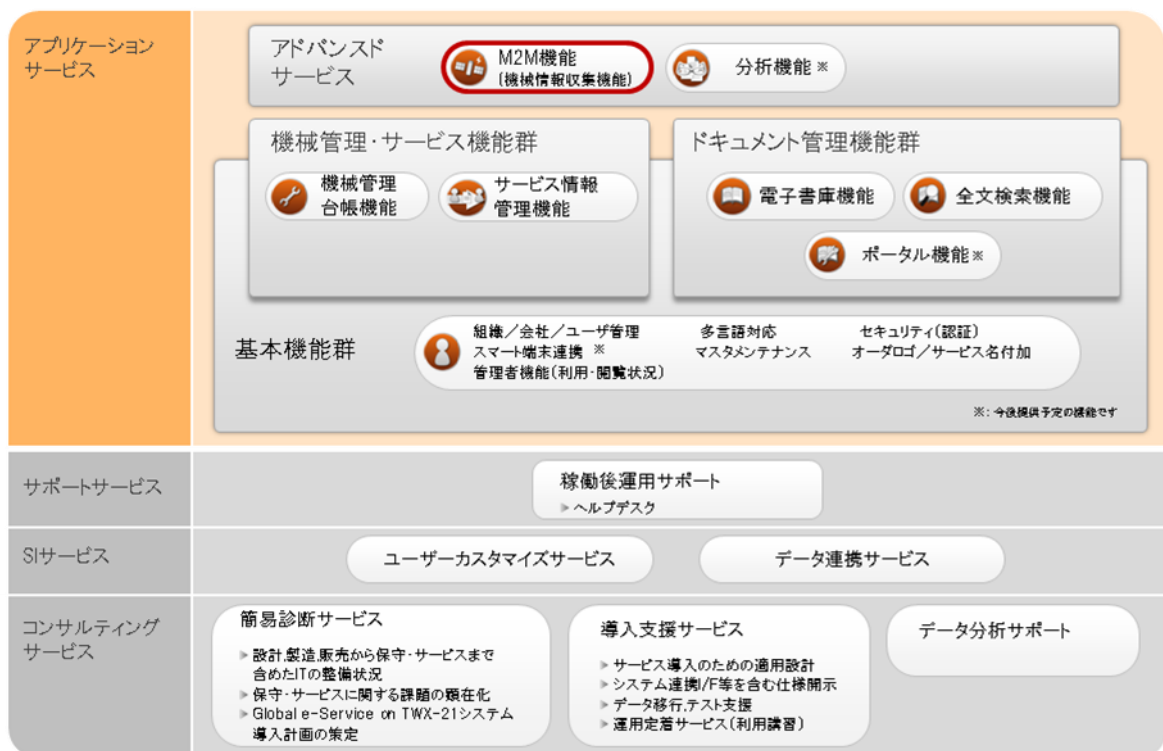 アプリケーション
サービス
アドバンスド
サービス
M2M機能
(機械情報収集機能)
分析機能※
機械管理・サービス機能群
機械管理
台帳機能
サービス情報
管理機能
ドキュメント管理機能群
電子書庫機能
全文検索機能
ポータル機能※
基本機能群
組織／会社／ユーザ管理
スマート端末連携 ※
管理者機能(利用・閲覧状況)
多言語対応
マスタメンテナンス
セキュリティ(認証)
オーダロゴ／サービス名付加
※: 今後提供予定の機能です
サポートサービス
稼働後運用サポート
ヘルプデスク
SIサービス
ユーザーカスタマイズサービス
データ連携サービス
コンサルティング
サービス
簡易診断サービス
設計,製造,販売から保守・サービスまで
含めたITの整備状況
保守・サービスに関する課題の顕在化
Global e-Service on TWX-21システム
導入計画の策定
導入支援サービス
サービス導入のための適用設計
システム連携I/F等を含む仕様開示
データ移行,テスト支援
運用定着サービス(利用講習)
データ分析サポート